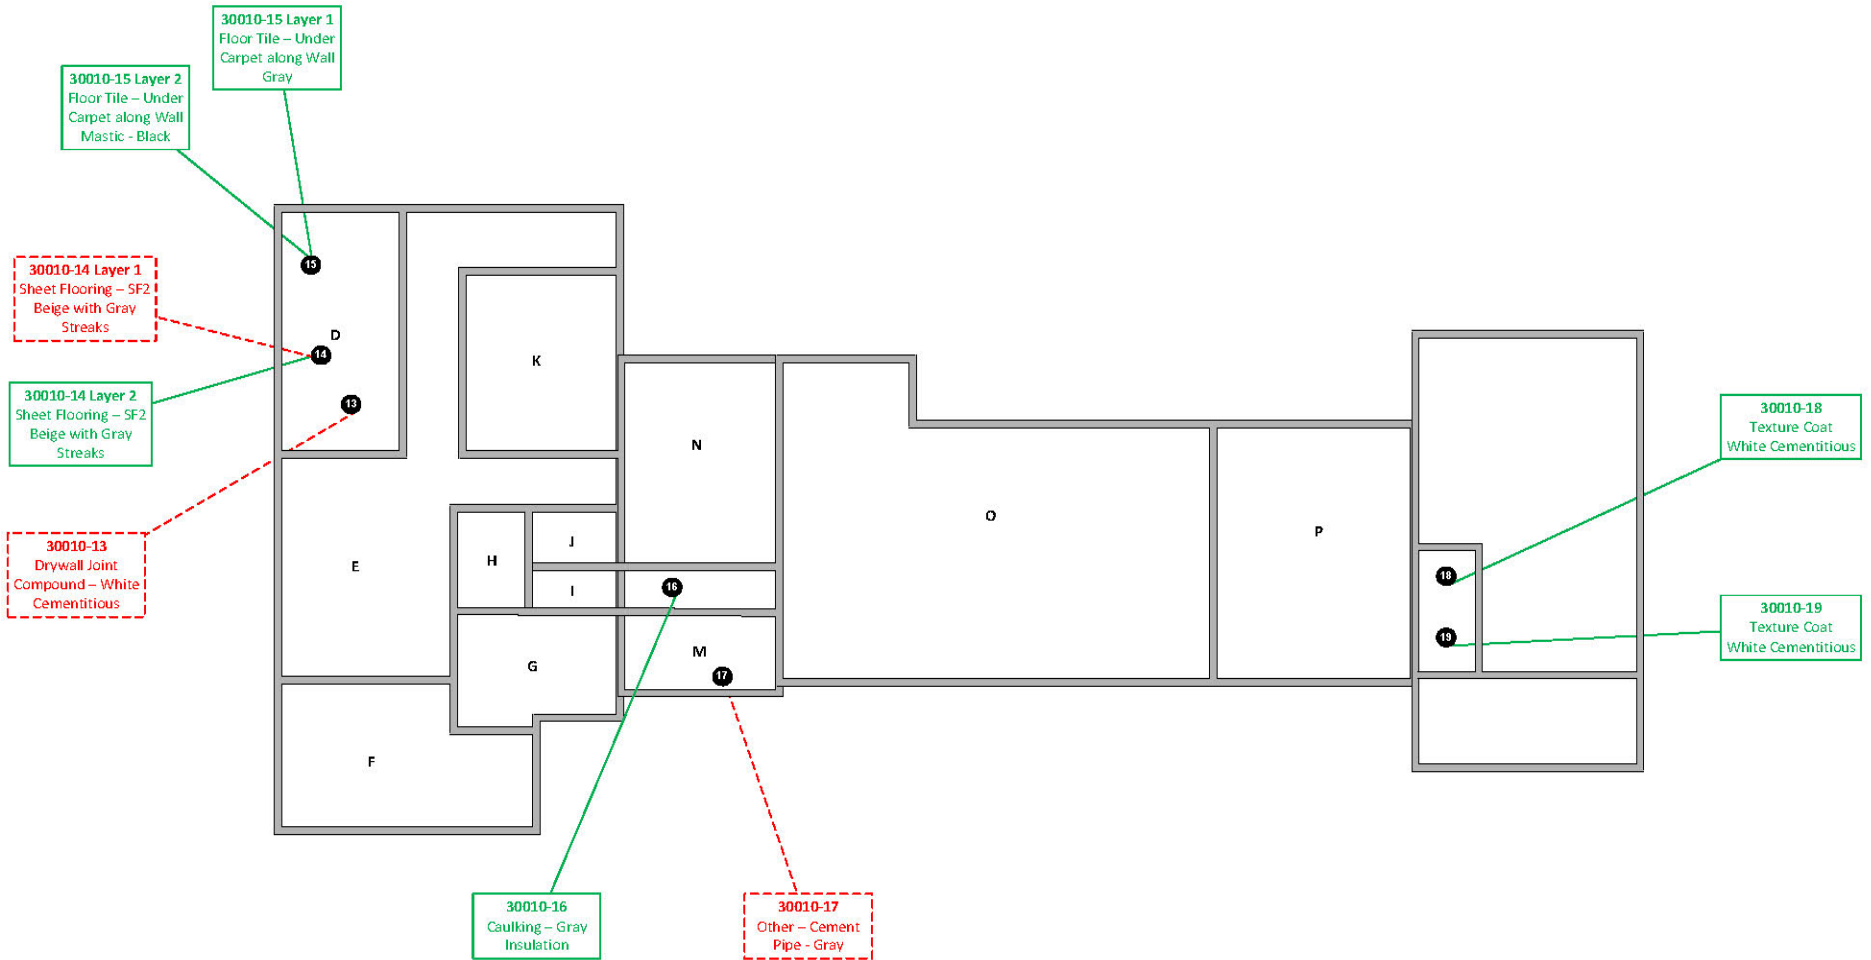 30010-15 Layer 1
Floor Tile – Under
Carpet along Wall
Gray
30010-15 Layer 2
Floor Tile – Under
Carpet along Wall
Mastic - Black
15
30010-14 Layer 1
Sheet Flooring – SF2
Beige with Gray
Streaks
D
14
K
30010-14 Layer 2
Sheet Flooring – SF2
Beige with Gray
Streaks
13
N
30010-18
Texture Coat
White Cementitious
O
P
30010-13
Drywall Joint
Compound – White
Cementitious
E
H
J
I
16
18
30010-19
Texture Coat
White Cementitious
19
G
M
17
F
30010-16
Caulking – Gray
Insulation
30010-17
Other – Cement
Pipe - Gray